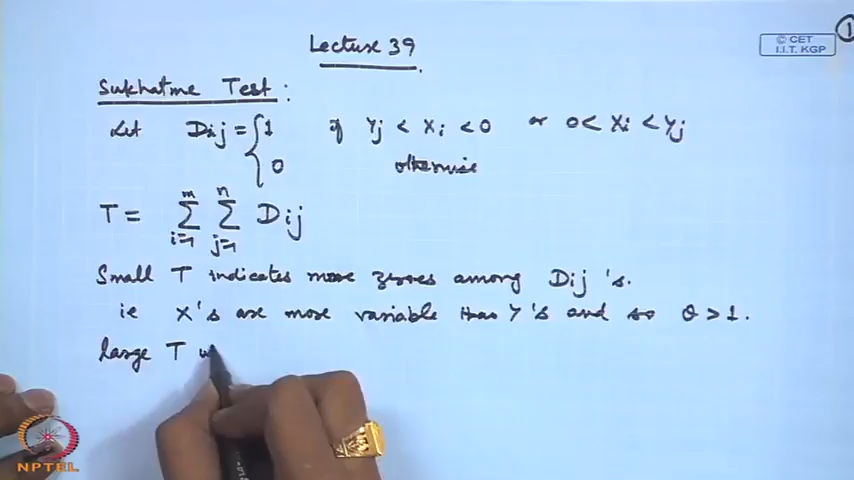 Lecture 39
1
© CET
I.I.T. KGP
Sukhatme Test:
Let Dij = { 1 if Yj < Xi < 0 or 0 < Xi < Yj
0 otherwise
T = Σ_{i=1}^{m} Σ_{j=1}^{n} Dij
Small T indicates more zeroes among Dij 's.
ie X's are more variable than Y's and so θ > 1.
large T
NPTEL